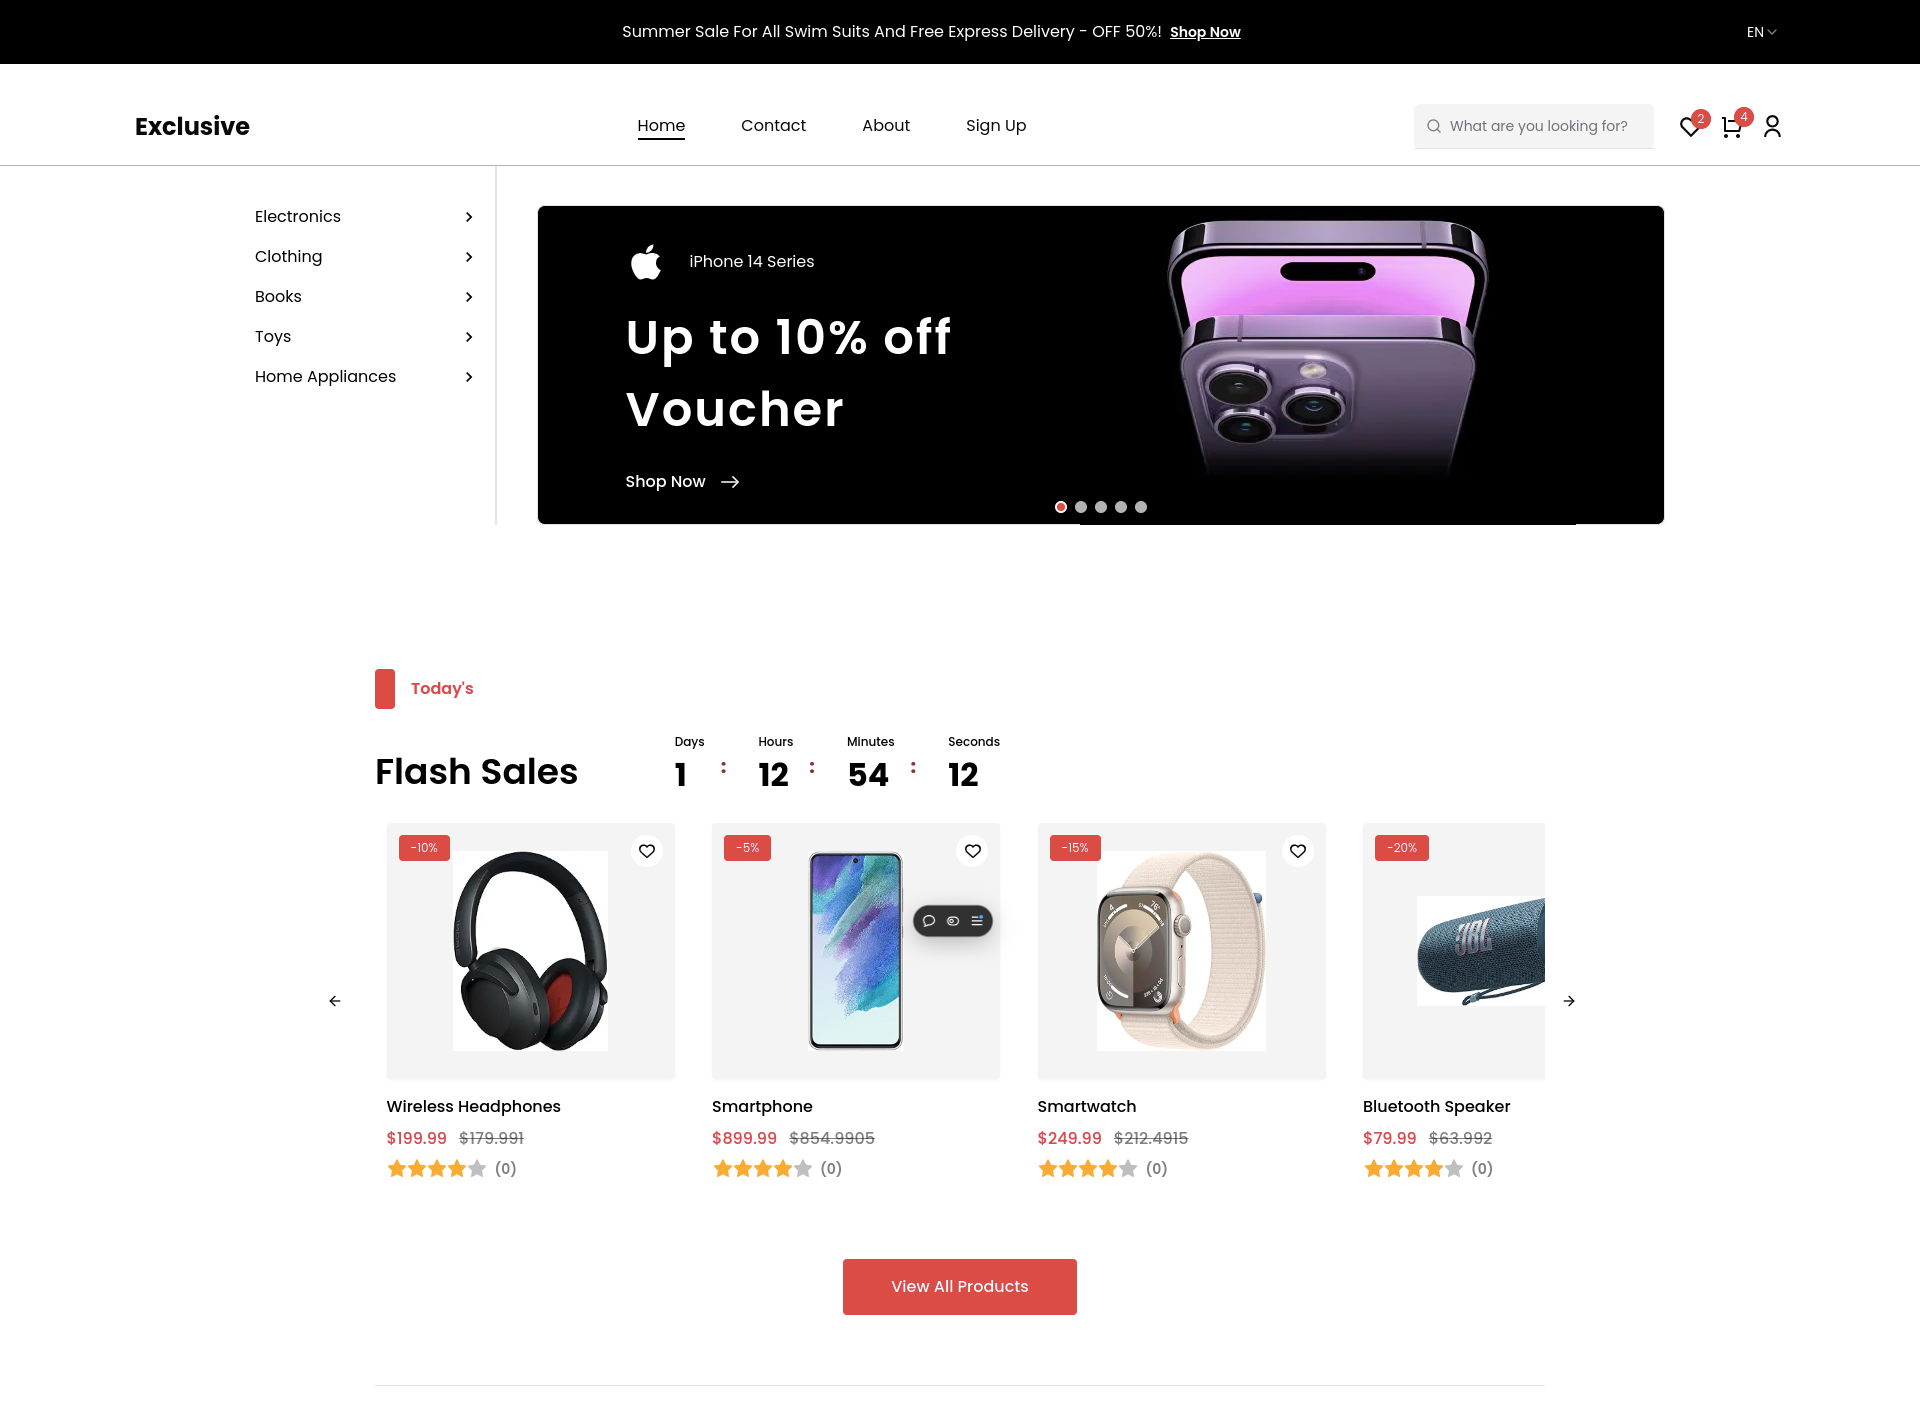 Summer Sale For All Swim Suits And Free Express Delivery - OFF 50%! Shop Now
EN
Exclusive
Home
Contact
About
Sign Up
What are you looking for?
2
4
Electronics
Clothing
Books
Toys
Home Appliances
iPhone 14 Series
Up to 10% off
Voucher
Shop Now
Today's
Flash Sales
Days
Hours
Minutes
Seconds
1 : 12 : 54 : 12
-10%
-5%
-15%
-20%
JBL
Wireless Headphones
$199.99 $179.991
(0)
Smartphone
$899.99 $854.9905
(0)
Smartwatch
$249.99 $212.4915
(0)
Bluetooth Speaker
$79.99 $63.992
(0)
View All Products